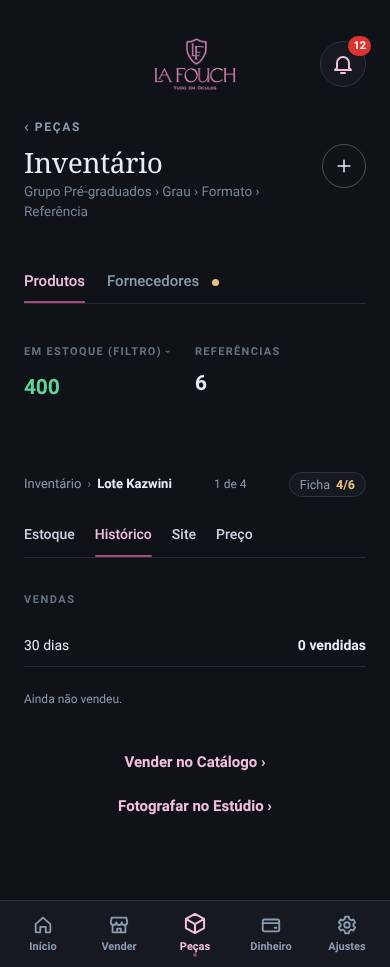 LF
LA FOUCH
TUDO EM ÓCULOS
12
‹ PEÇAS
Inventário
Grupo Pré-graduados › Grau › Formato ›
Referência
+
Produtos Fornecedores
EM ESTOQUE (FILTRO) REFERÊNCIAS
400 6
Inventário › Lote Kazwini 1 de 4 Ficha 4/6
Estoque Histórico Site Preço
VENDAS
30 dias 0 vendidas
Ainda não vendeu.
Vender no Catálogo ›
Fotografar no Estúdio ›
Início Vender Peças Dinheiro Ajustes